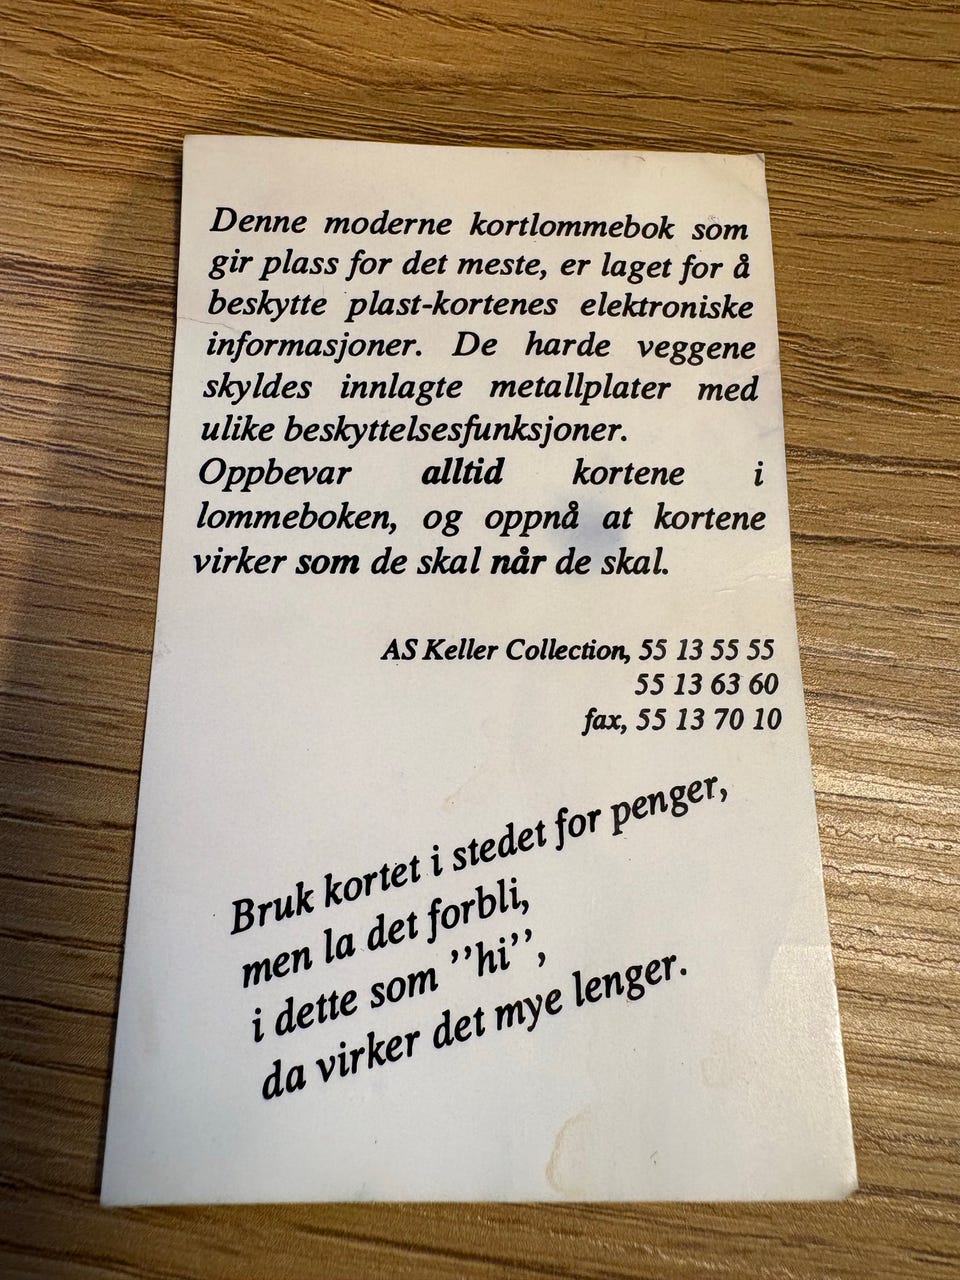 Denne moderne kortlommebok som
gir plass for det meste, er laget for å
beskytte plast-kortenes elektroniske
informasjoner. De harde veggene
skyldes innlagte metallplater med
ulike beskyttelsesfunksjoner.
Oppbevar alltid kortene i
lommeboken, og oppnå at kortene
virker som de skal når de skal.
AS Keller Collection, 55 13 55 55
55 13 63 60
fax, 55 13 70 10
Bruk kortet i stedet for penger,
men la det forbli,
i dette som ’’hi’’,
da virker det mye lenger.